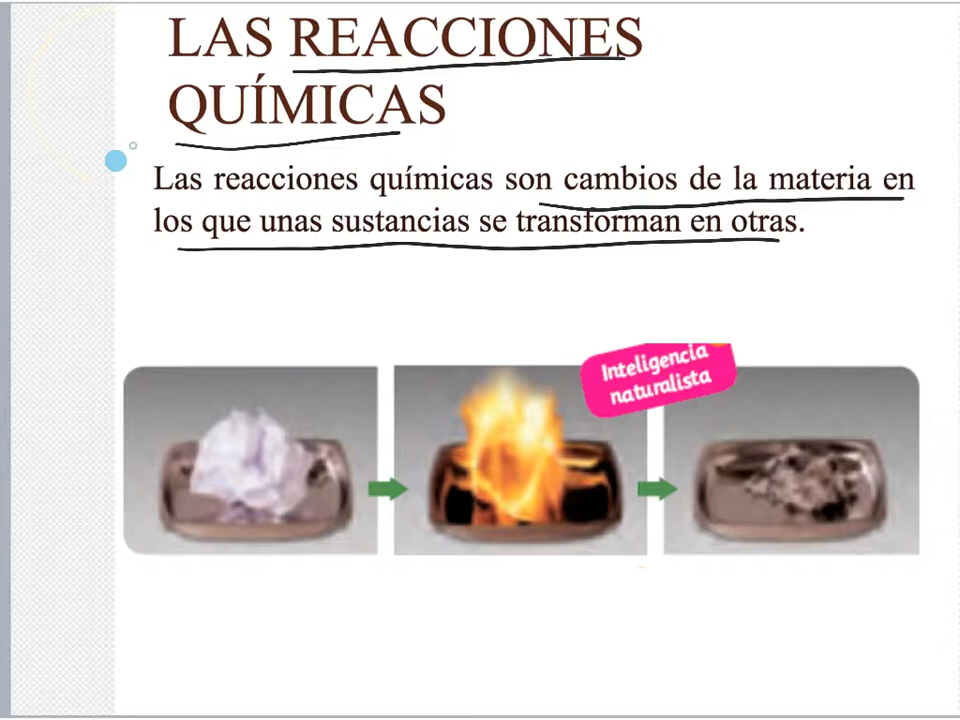 LAS REACCIONES
QUÍMICAS
Las reacciones químicas son cambios de la materia en
los que unas sustancias se transforman en otras.
Inteligencia
naturalista